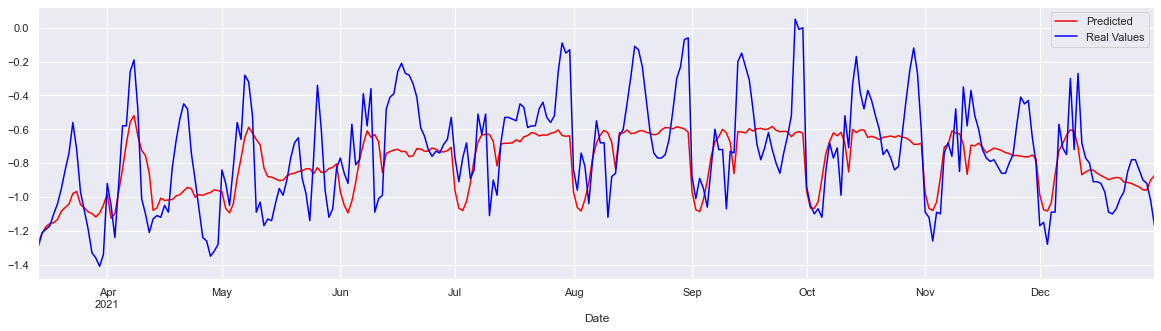 Predicted
Real Values
0.0
−0.2
−0.4
−0.6
−0.8
−1.0
−1.2
−1.4
Apr May Jun Jul Aug Sep Oct Nov Dec
2021
Date